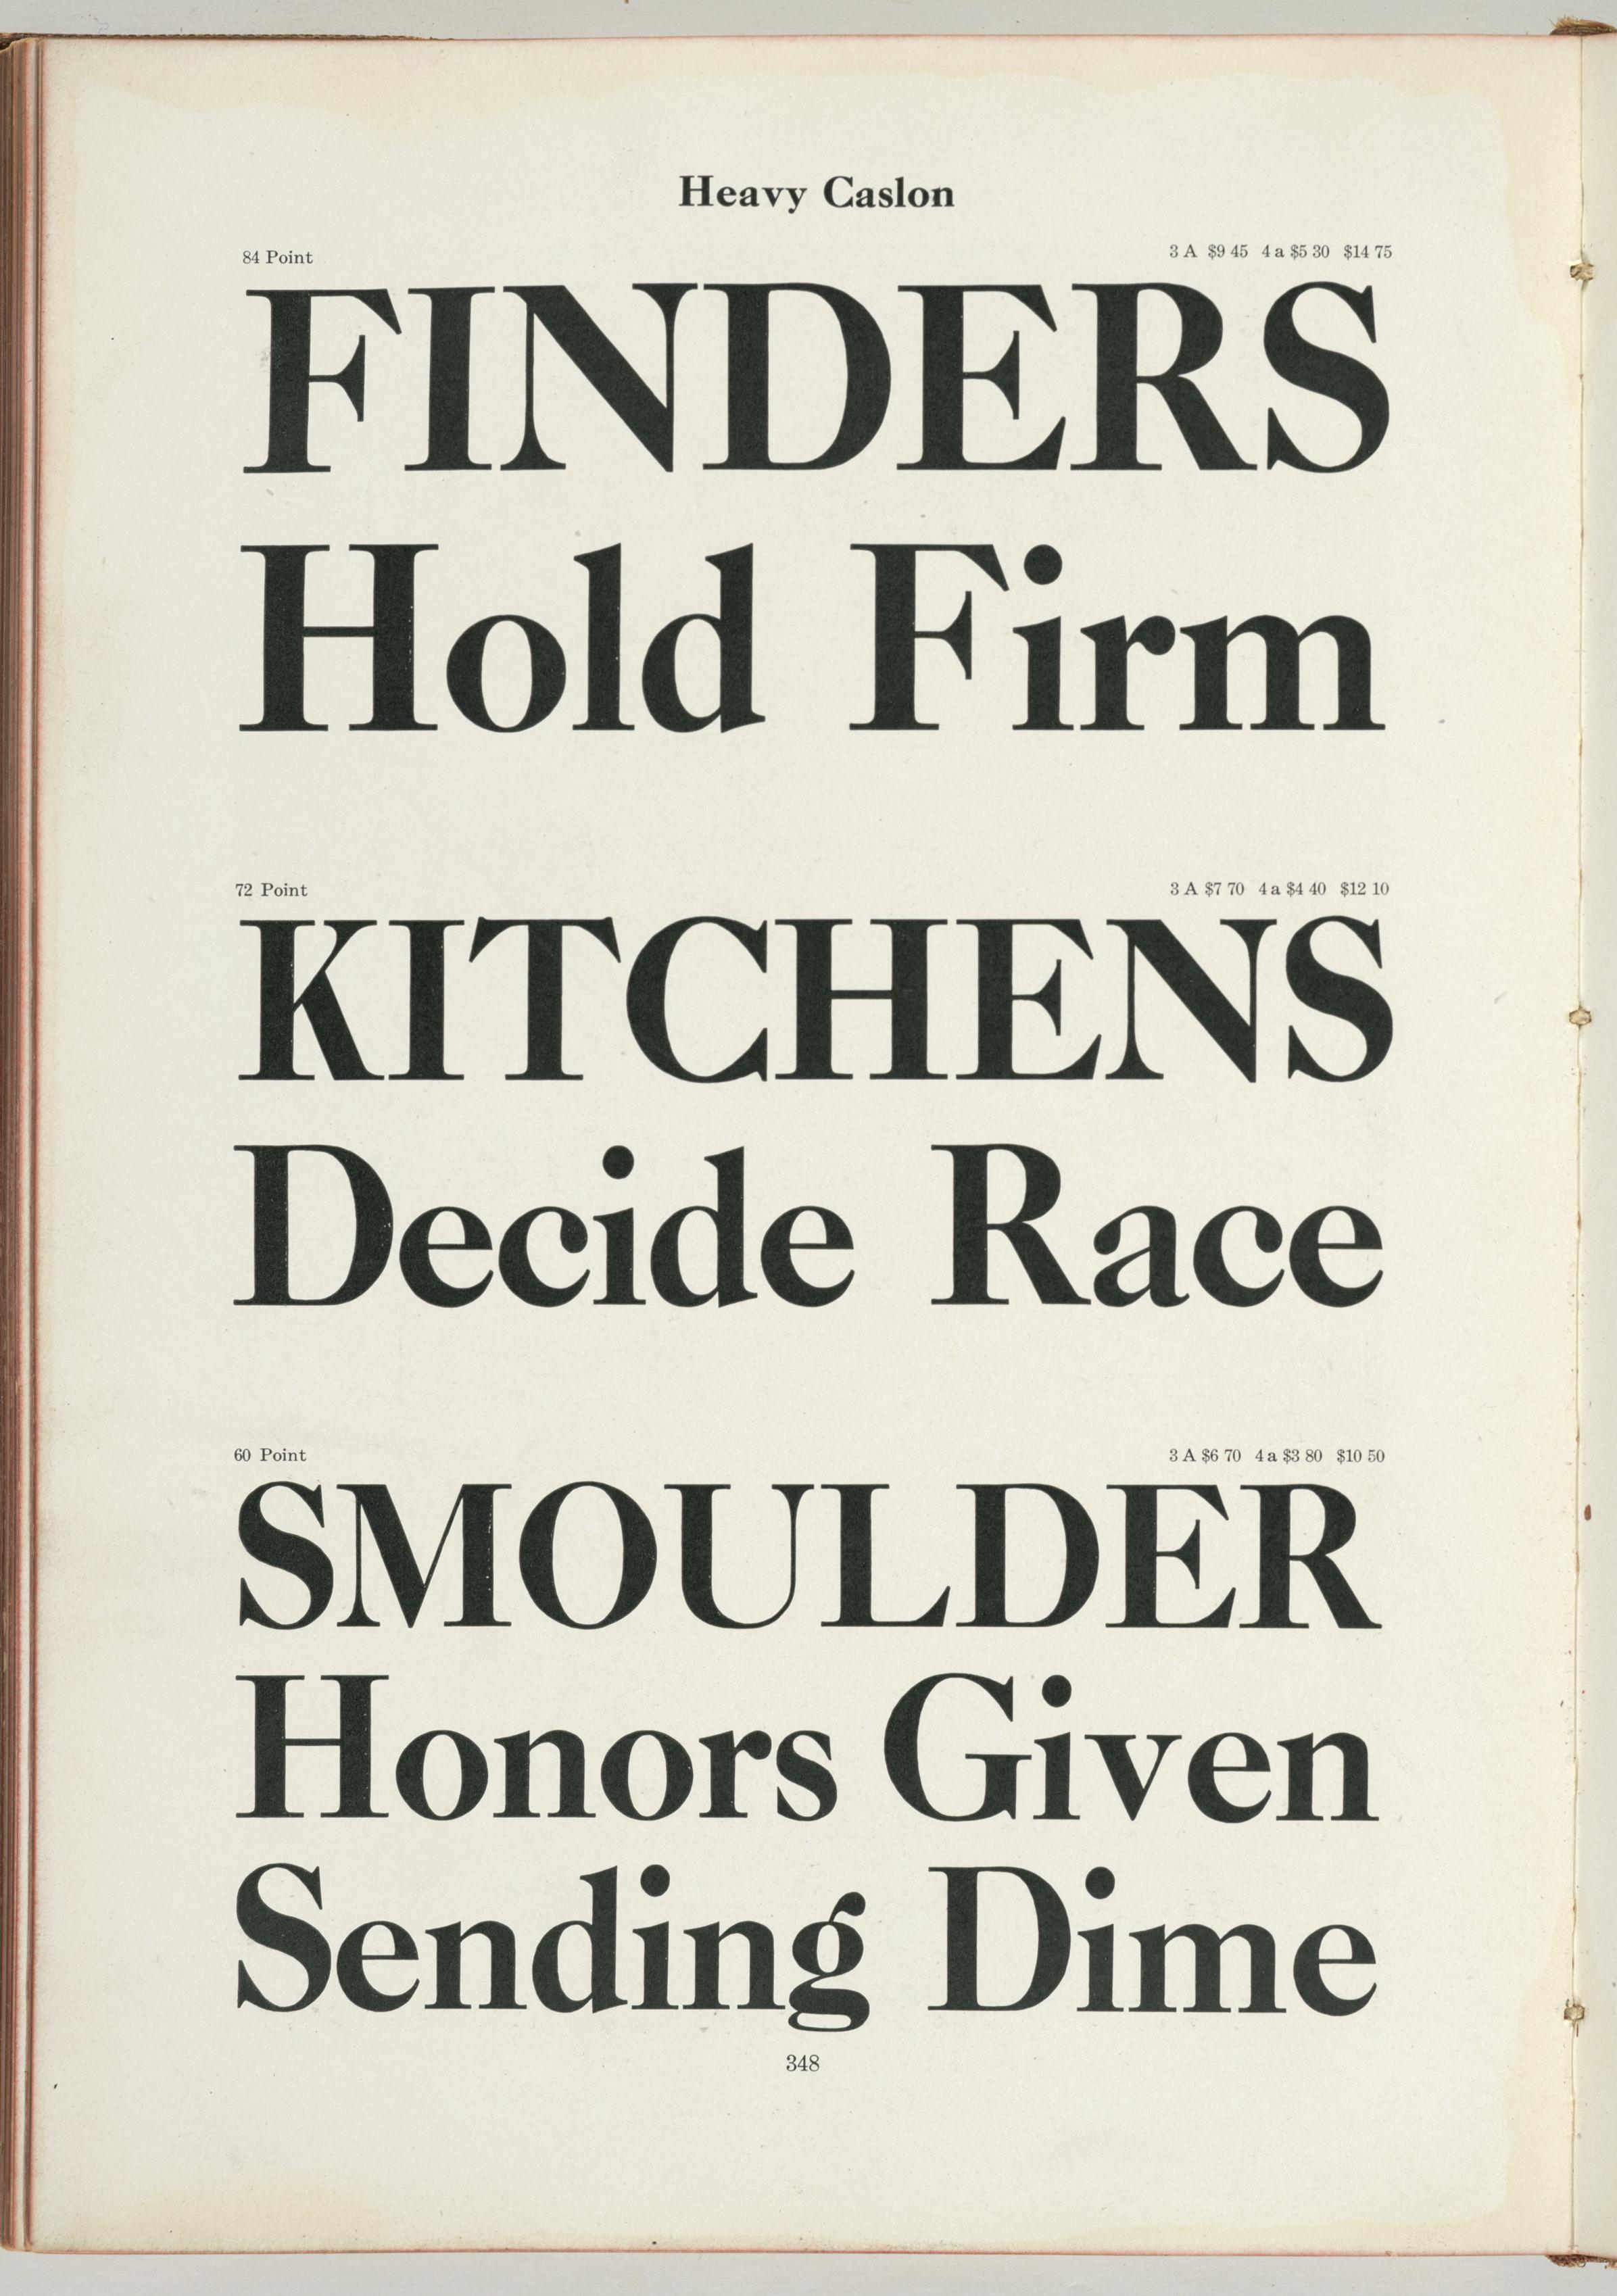 Heavy Caslon
84 Point 3 A $9 45 4 a $5 30 $14 75
FINDERS
Hold Firm
72 Point 3 A $7 70 4 a $4 40 $12 10
KITCHENS
Decide Race
60 Point 3 A $6 70 4 a $3 80 $10 50
SMOULDER
Honors Given
Sending Dime
348